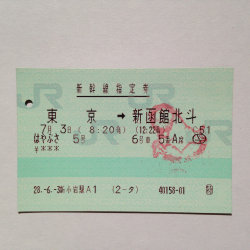 新幹線指定券
東京 → 新函館北斗
7月 3日 (8:20発) (12:22着) C51
はやぶさ 5号 6号車 5番A席
¥***
28.-6.-3 小岩駅A1 (2-タ) 40158-01